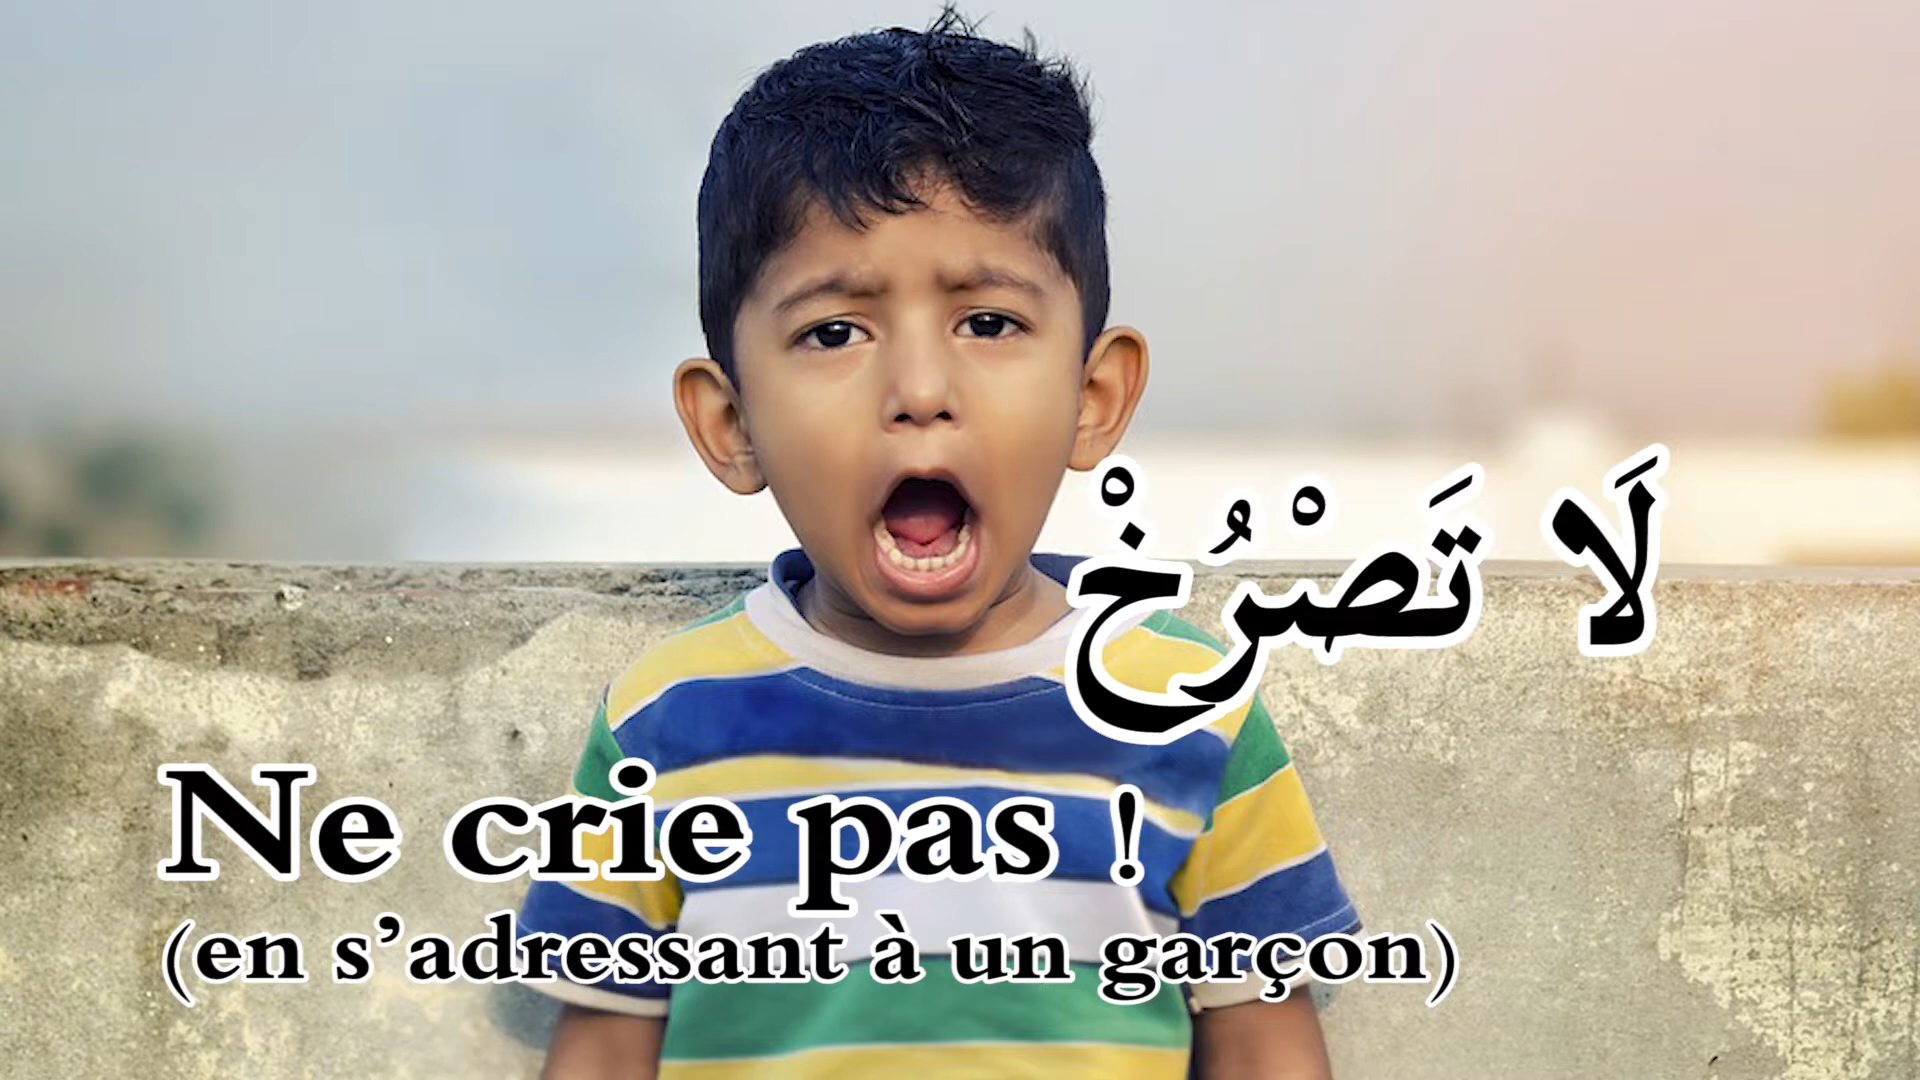 لَا تَصْرُخْ
Ne crie pas !
(en s’adressant à un garçon)